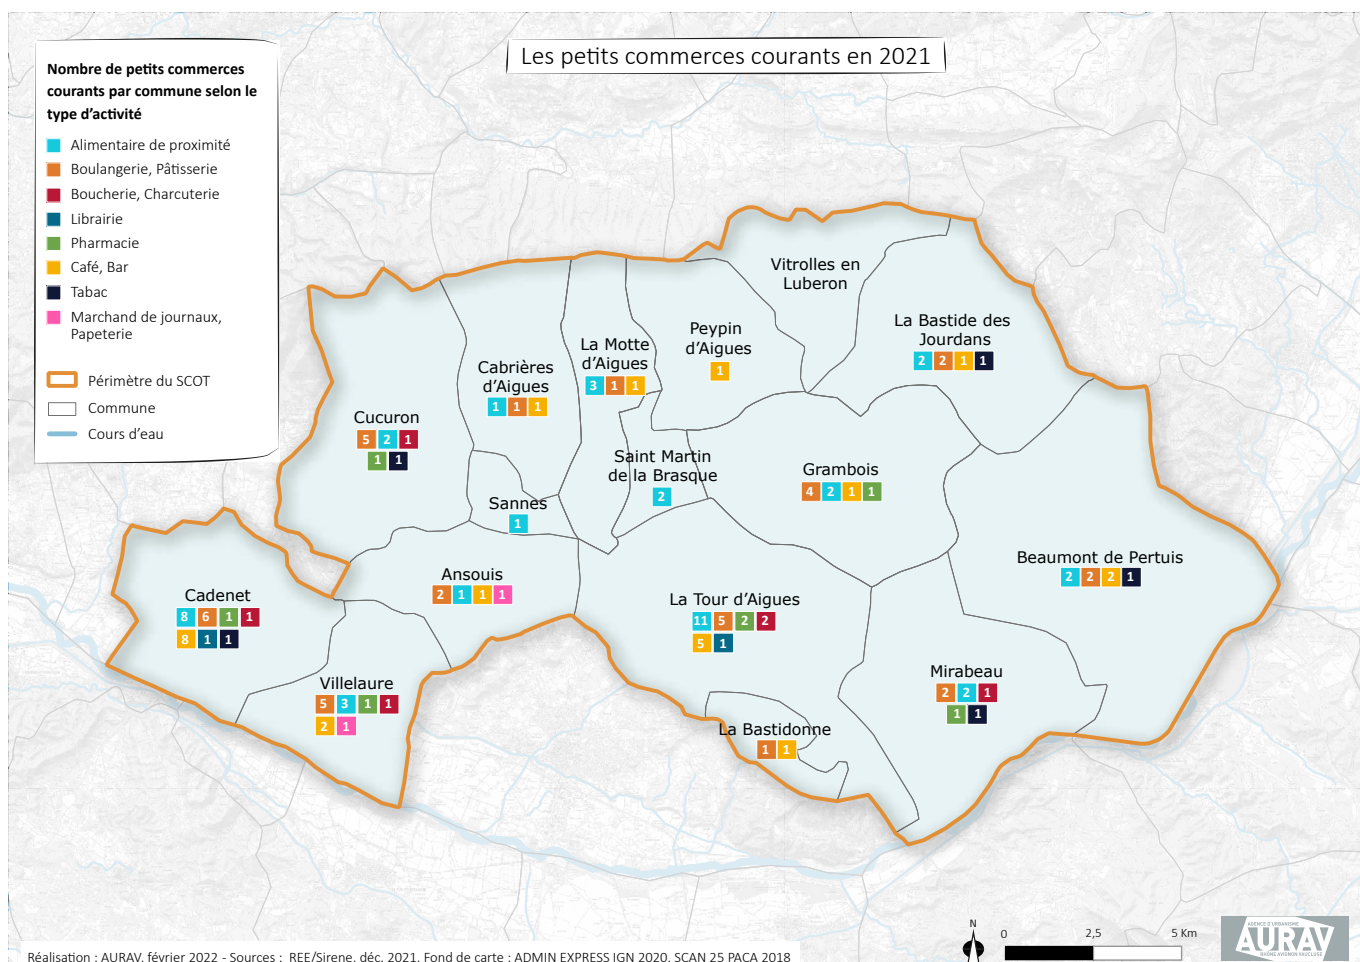 Les petits commerces courants en 2021
Nombre de petits commerces
courants par commune selon le
type d'activité
Alimentaire de proximité
Boulangerie, Pâtisserie
Boucherie, Charcuterie
Librairie
Pharmacie
Café, Bar
Tabac
Marchand de journaux,
Papeterie
Périmètre du SCOT
Commune
Cours d'eau
Vitrolles en
Luberon
La Bastide des
Jourdans
2 2 1 1
Peypin
d'Aigues
1
La Motte
d'Aigues
3 1 1
Cabrières
d'Aigues
1 1 1
Cucuron
5 2 1
1 1
Saint Martin
de la Brasque
2
Grambois
4 2 1 1
Sannes
1
Beaumont de Pertuis
2 2 2 1
Ansouis
2 1 1 1
Cadenet
8 6 1 1
8 1 1
La Tour d'Aigues
11 5 2 2
5 1
Mirabeau
2 2 1
1 1
Villelaure
5 3 1 1
2 1
La Bastidonne
1 1
N
0 2,5 5 Km
AGENCE D'URBANISME
AURAV
RHÔNE AVIGNON VAUCLUSE
Réalisation : AURAV, février 2022 - Sources : REE/Sirene, déc. 2021, Fond de carte : ADMIN EXPRESS IGN 2020, SCAN 25 PACA 2018